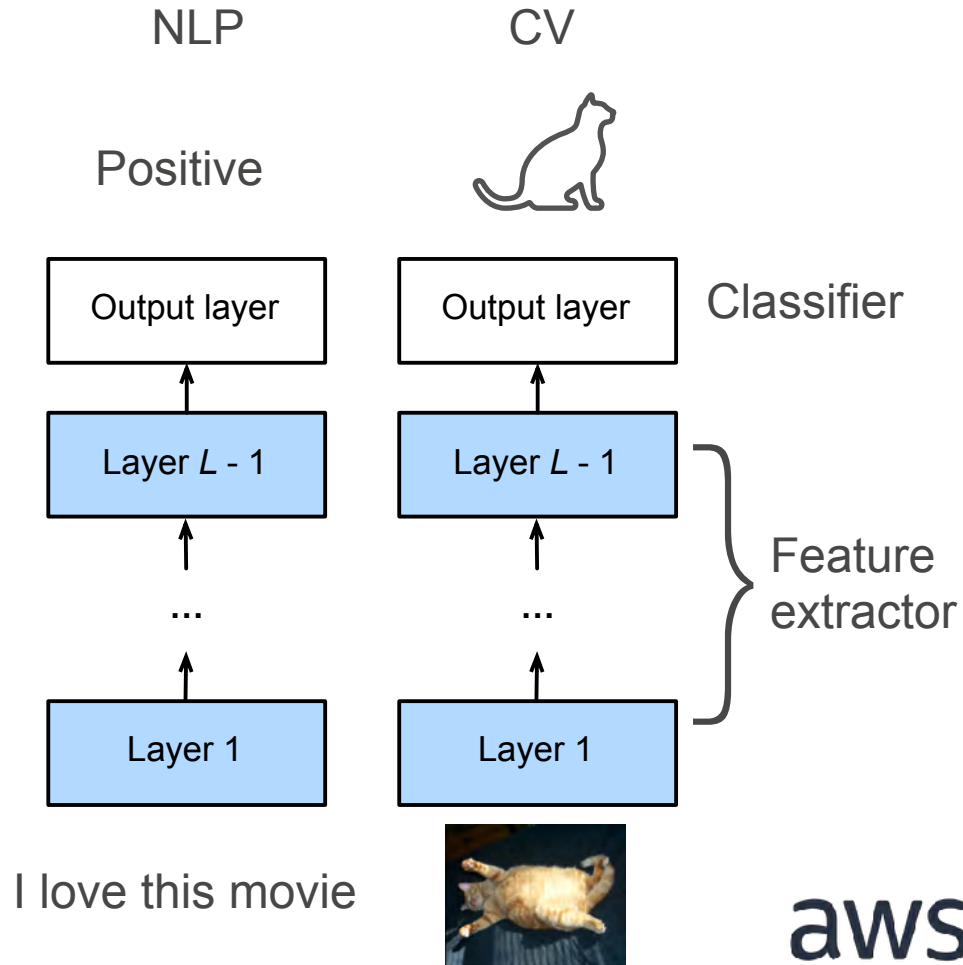 NLP CV
Positive
Output layer Output layer Classifier
Layer L - 1 Layer L - 1
Feature
extractor
... ...
Layer 1 Layer 1
I love this movie
aws